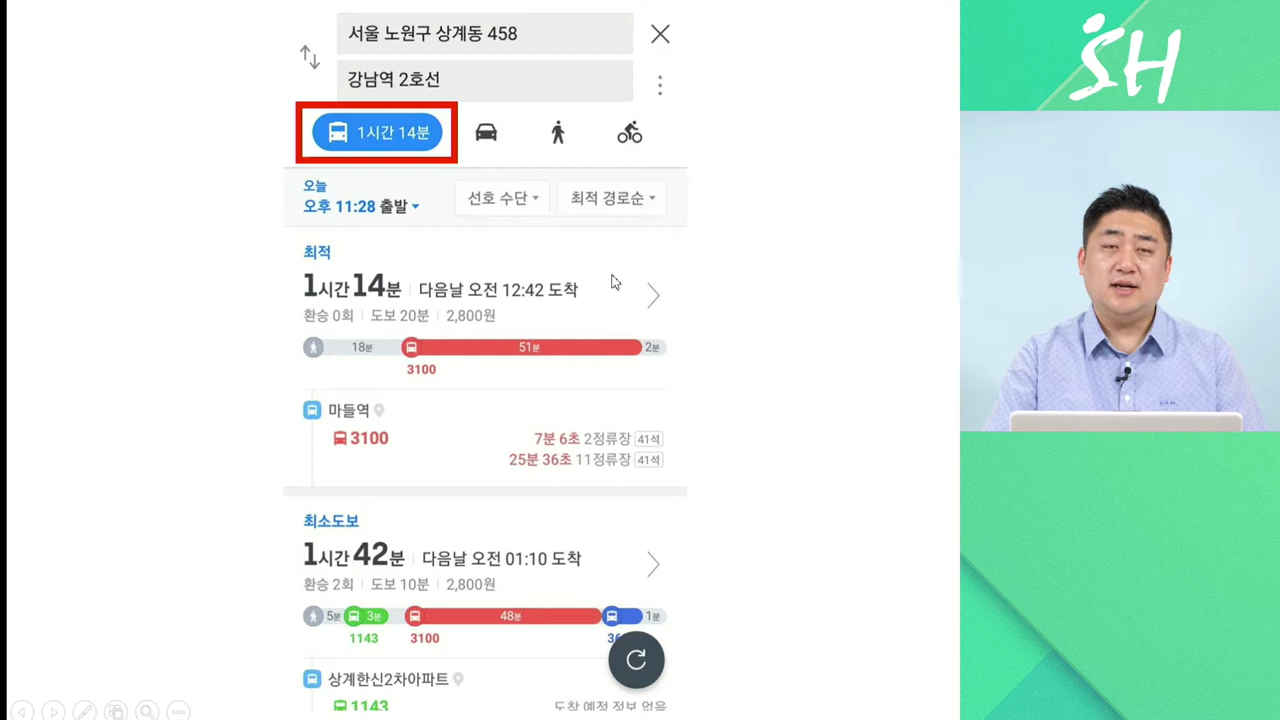 서울 노원구 상계동 458
강남역 2호선
1시간 14분
오늘
오후 11:28 출발
선호 수단
최적 경로순
최적
1시간 14분 다음날 오전 12:42 도착
환승 0회 도보 20분 2,800원
18분 51분 2분
3100
마들역
3100 7분 6초 2정류장 41석
25분 36초 11정류장 41석
최소도보
1시간 42분 다음날 오전 01:10 도착
환승 2회 도보 10분 2,800원
5분 3분 48분 1분
1143 3100
상계한신2차아파트
1143 도착 예정 정보 없음
SH